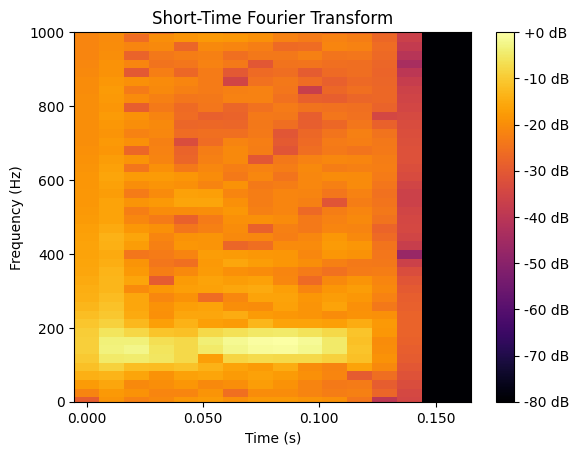 Short-Time Fourier Transform
1000
800
600
400
200
0
Frequency (Hz)
0.000
0.050
0.100
0.150
Time (s)
+0 dB
-10 dB
-20 dB
-30 dB
-40 dB
-50 dB
-60 dB
-70 dB
-80 dB